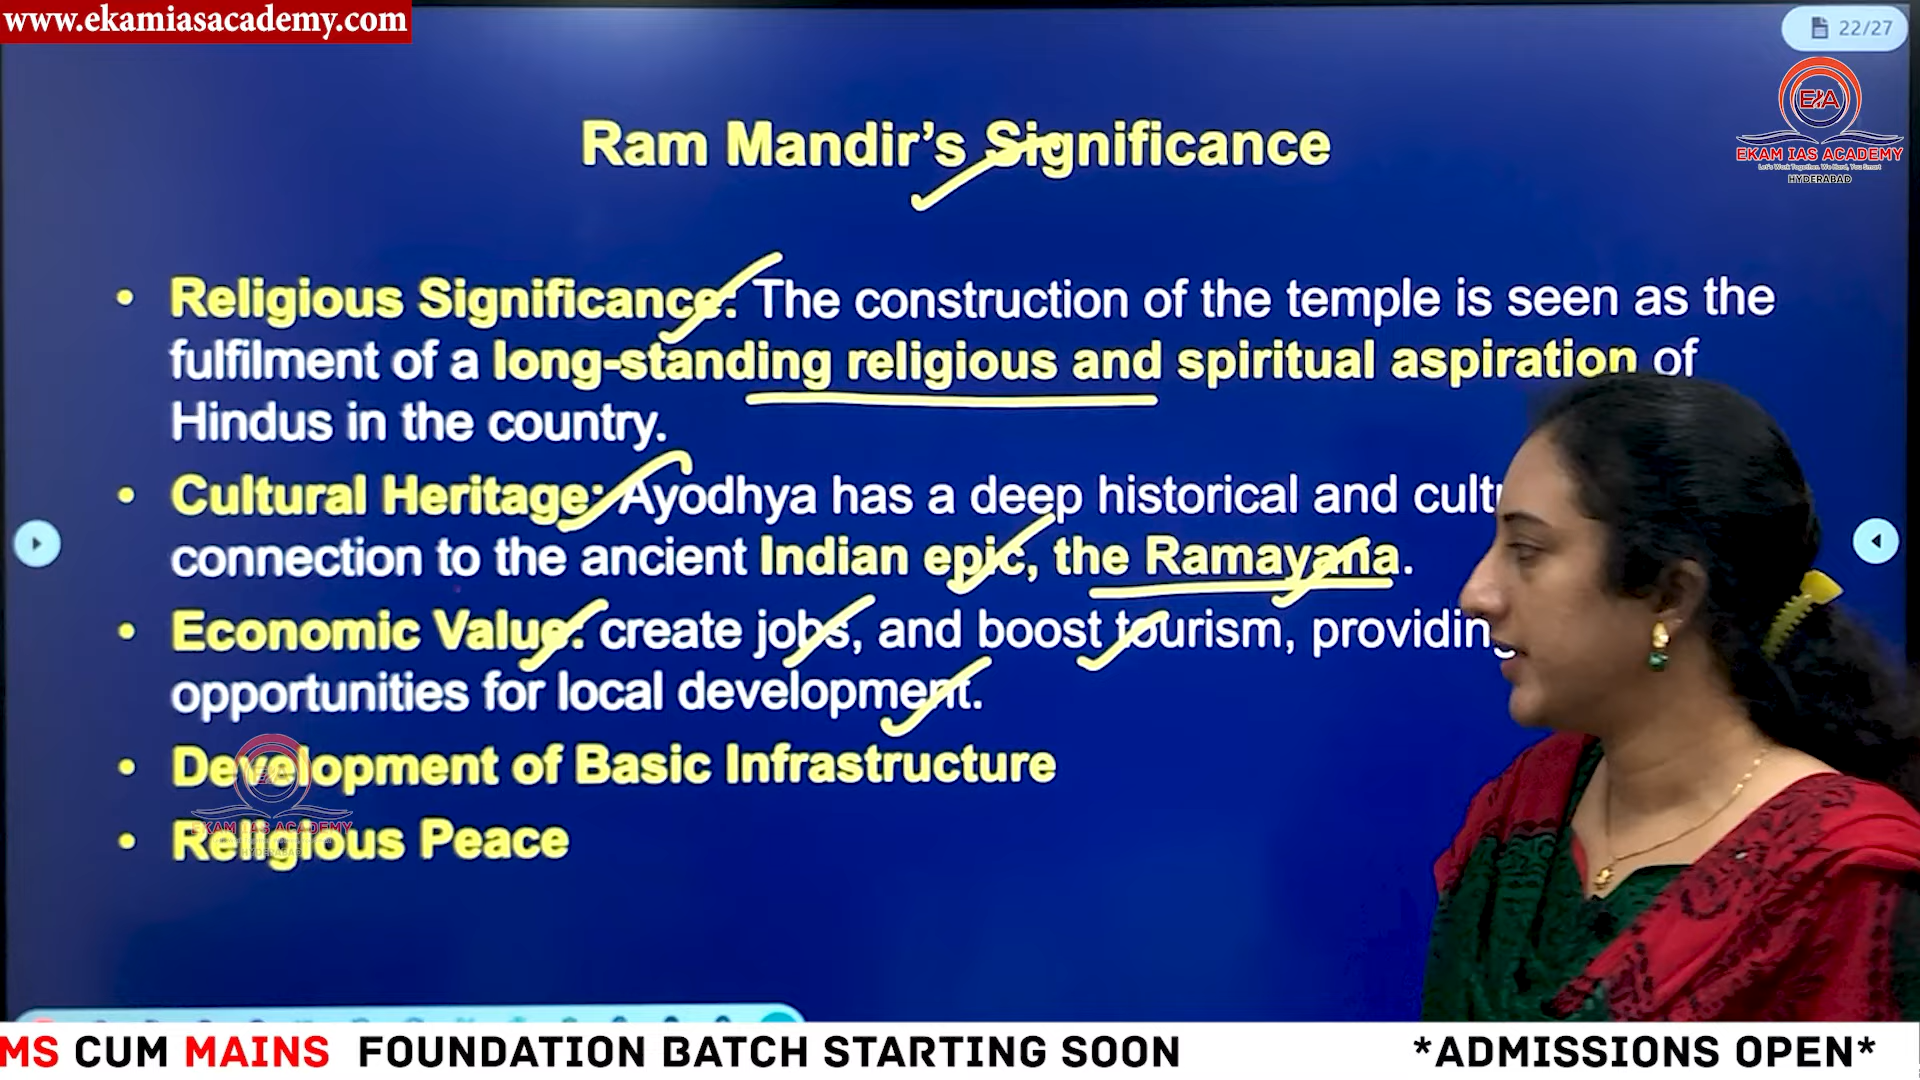 www.ekamiasacademy.com
22/27
EIA
EKAM IAS ACADEMY
HYDERABAD
Ram Mandir’s Significance
• Religious Significance: The construction of the temple is seen as the
fulfilment of a long-standing religious and spiritual aspiration of
Hindus in the country.
• Cultural Heritage: Ayodhya has a deep historical and
connection to the ancient Indian epic, the Ramayana.
• Economic Value: create jobs, and boost tourism, providing
opportunities for local development.
• Development of Basic Infrastructure
EKAM IAS ACADEMY
HYDERABAD
• Religious Peace
MS CUM MAINS FOUNDATION BATCH STARTING SOON *ADMISSIONS OPEN*